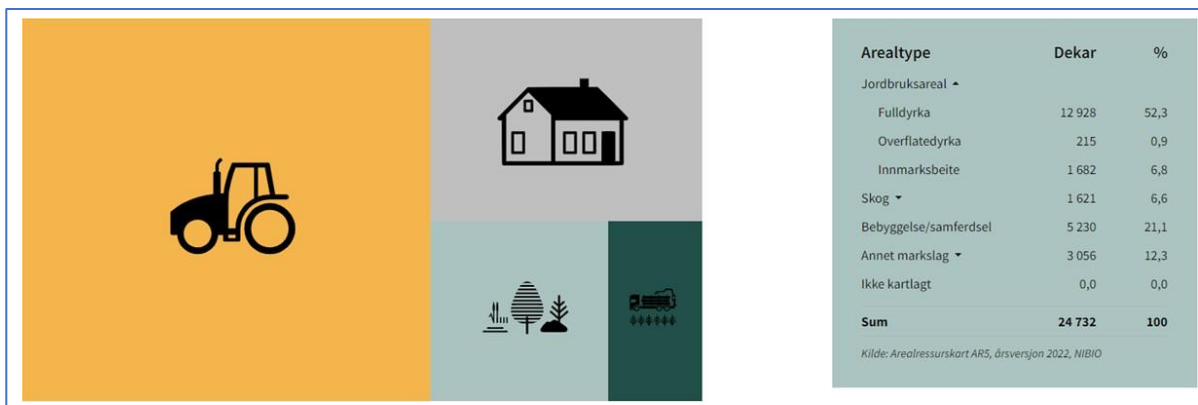 Arealtype Dekar %
Jordbruksareal
Fulldyrka 12 928 52,3
Overflatedyrka 215 0,9
Innmarksbeite 1 682 6,8
Skog 1 621 6,6
Bebyggelse/samferdsel 5 230 21,1
Annet markslag 3 056 12,3
Ikke kartlagt 0,0 0,0
Sum 24 732 100
Kilde: Arealressurskart AR5, årsversjon 2022, NIBIO